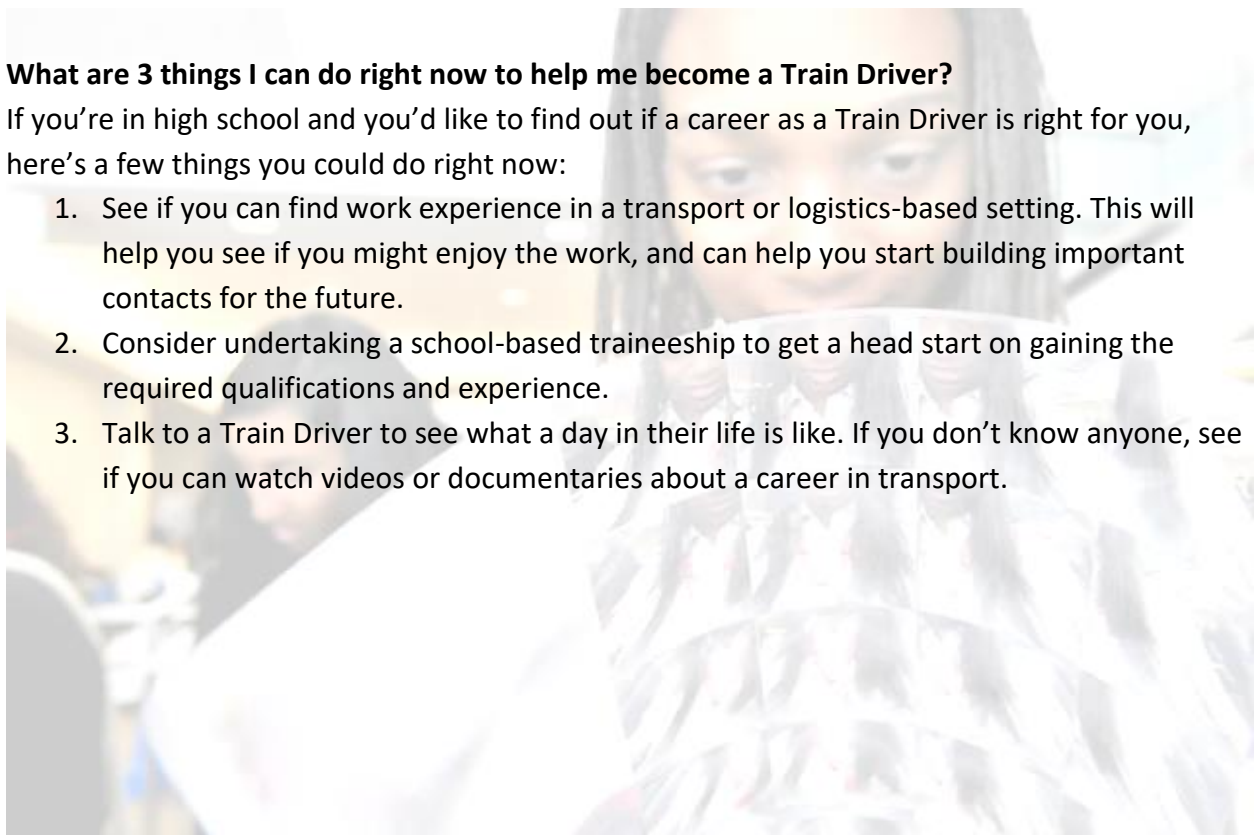 What are 3 things I can do right now to help me become a Train Driver?
If you’re in high school and you’d like to find out if a career as a Train Driver is right for you,
here’s a few things you could do right now:
1. See if you can find work experience in a transport or logistics-based setting. This will
help you see if you might enjoy the work, and can help you start building important
contacts for the future.
2. Consider undertaking a school-based traineeship to get a head start on gaining the
required qualifications and experience.
3. Talk to a Train Driver to see what a day in their life is like. If you don’t know anyone, see
if you can watch videos or documentaries about a career in transport.